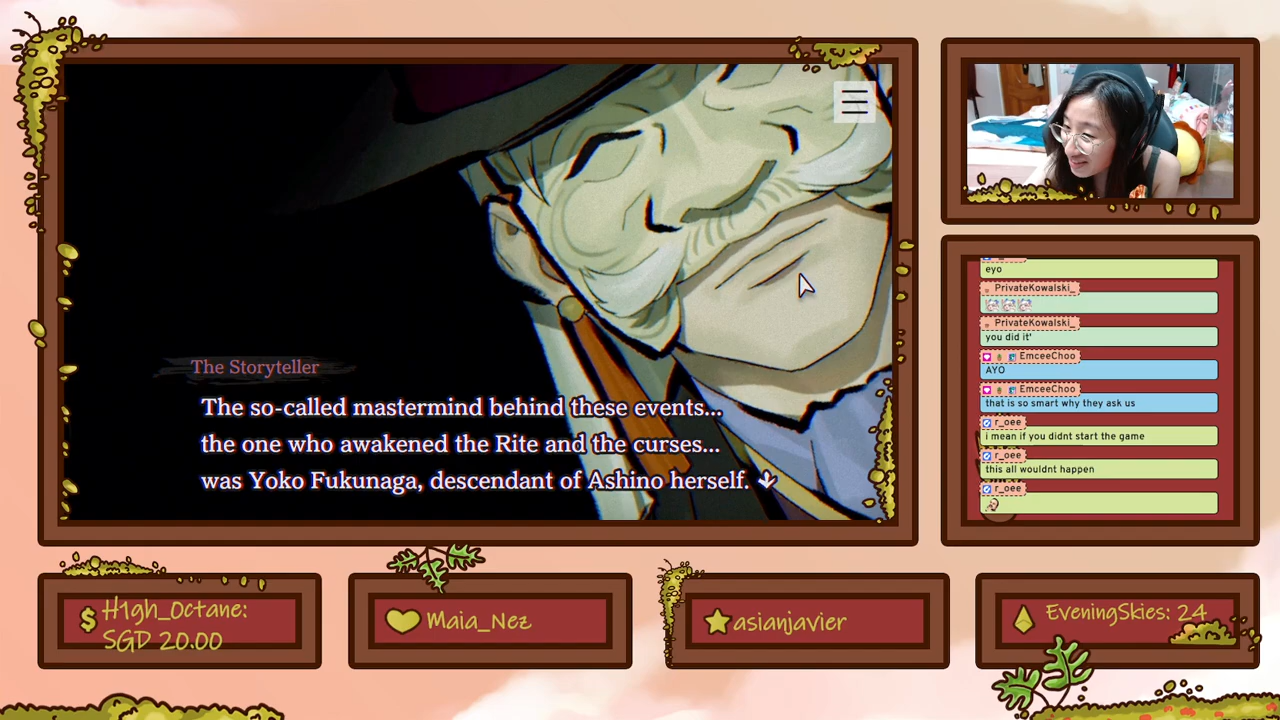 The Storyteller
The so-called mastermind behind these events...
the one who awakened the Rite and the curses...
was Yoko Fukunaga, descendant of Ashino herself.
eyo
PrivateKowalski_
PrivateKowalski_
you did it'
EmceeChoo
AYO
EmceeChoo
that is so smart why they ask us
r_oee
i mean if you didnt start the game
r_oee
this all wouldnt happen
r_oee
$ H1gh_0ctane:
SGD 20.00
Maia_Nez
asianjavier
EveningSkies: 24